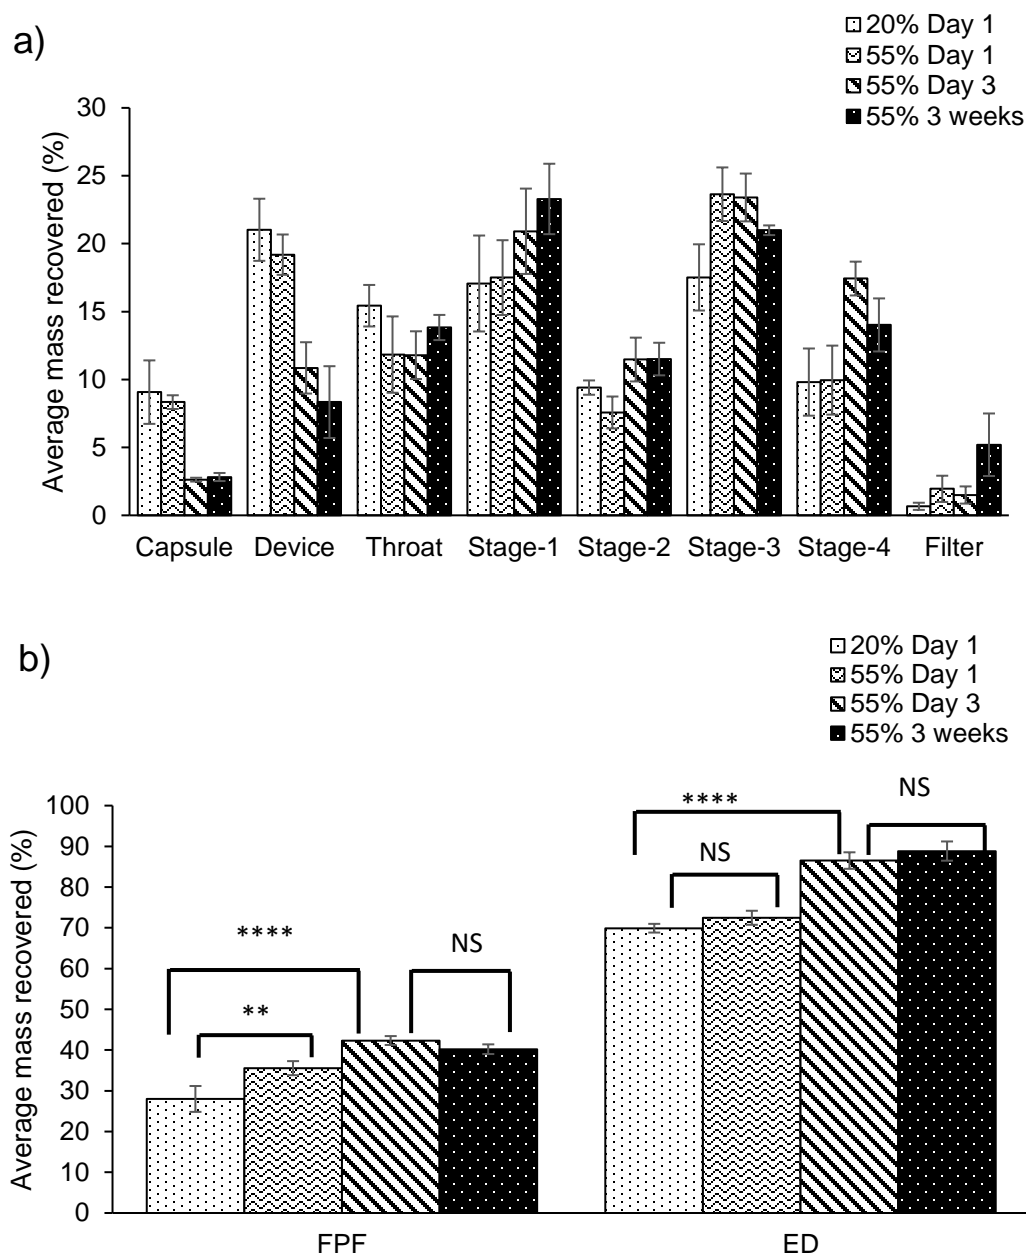 a)
20% Day 1
55% Day 1
55% Day 3
55% 3 weeks
Average mass recovered (%)
30
25
20
15
10
5
0
Capsule Device Throat Stage-1 Stage-2 Stage-3 Stage-4 Filter
b)
20% Day 1
55% Day 1
55% Day 3
55% 3 weeks
Average mass recovered (%)
100
90
80
70
60
50
40
30
20
10
0
**** NS
NS
**** NS
**
FPF ED